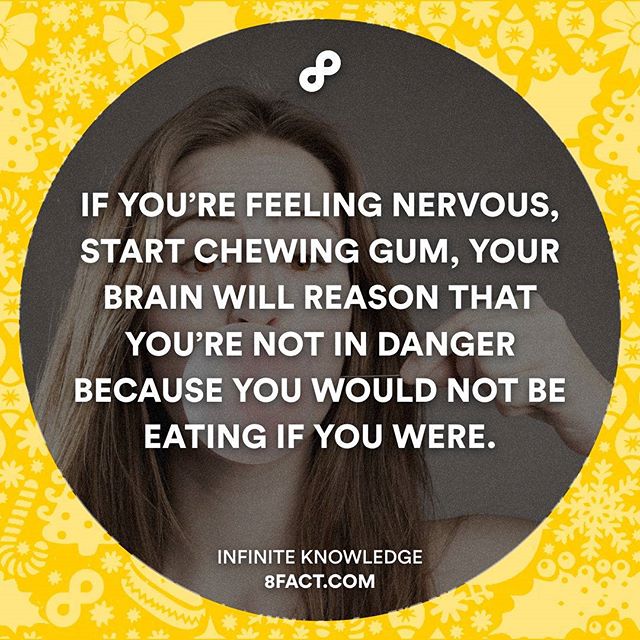 IF YOU’RE FEELING NERVOUS,
START CHEWING GUM, YOUR
BRAIN WILL REASON THAT
YOU’RE NOT IN DANGER
BECAUSE YOU WOULD NOT BE
EATING IF YOU WERE.
INFINITE KNOWLEDGE
8FACT.COM